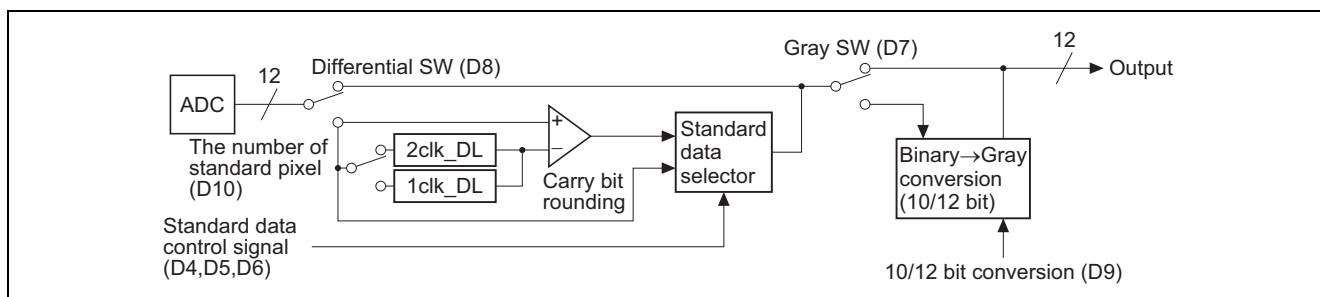 Gray SW (D7)
12
12
Differential SW (D8)
Output
ADC
+
The number of
standard pixel
(D10)
2clk_DL
−
1clk_DL
Carry bit
rounding
Standard
data
selector
Binary→Gray
conversion
(10/12 bit)
Standard data
control signal
(D4,D5,D6)
10/12 bit conversion (D9)